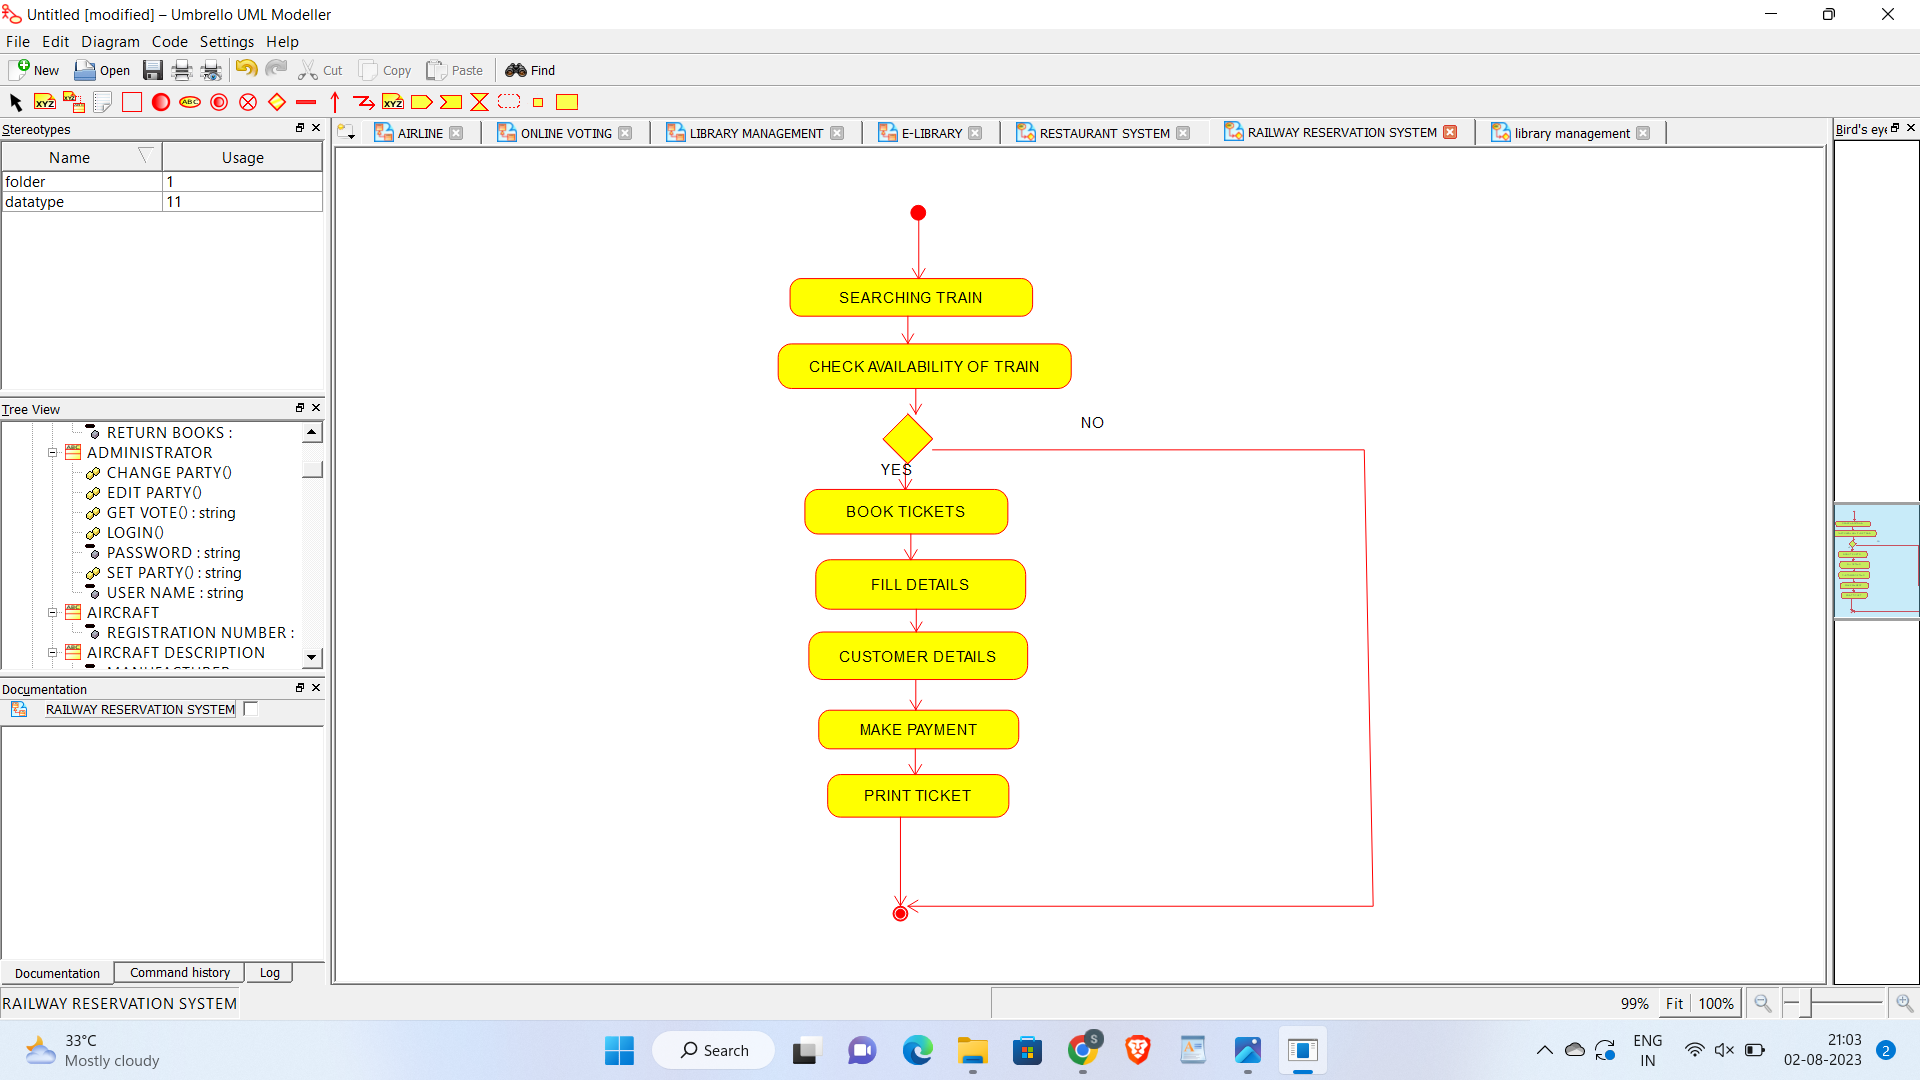 Untitled [modified] – Umbrello UML Modeller
File Edit Diagram Code Settings Help
New Open Cut Copy Paste Find
XYZ XYZ ABC XYZ
Stereotypes
Name Usage
folder 1
datatype 11
Tree View
RETURN BOOKS :
ADMINISTRATOR
CHANGE PARTY()
EDIT PARTY()
GET VOTE() : string
LOGIN()
PASSWORD : string
SET PARTY() : string
USER NAME : string
AIRCRAFT
REGISTRATION NUMBER :
AIRCRAFT DESCRIPTION
Documentation
RAILWAY RESERVATION SYSTEM
Documentation Command history Log
AIRLINE ONLINE VOTING LIBRARY MANAGEMENT E-LIBRARY RESTAURANT SYSTEM RAILWAY RESERVATION SYSTEM library management
SEARCHING TRAIN
CHECK AVAILABILITY OF TRAIN
NO
YES
BOOK TICKETS
FILL DETAILS
CUSTOMER DETAILS
MAKE PAYMENT
PRINT TICKET
Bird's eye
RAILWAY RESERVATION SYSTEM
99% Fit 100%
33°C
Mostly cloudy
Search
S
ENG
IN
21:03
02-08-2023
2